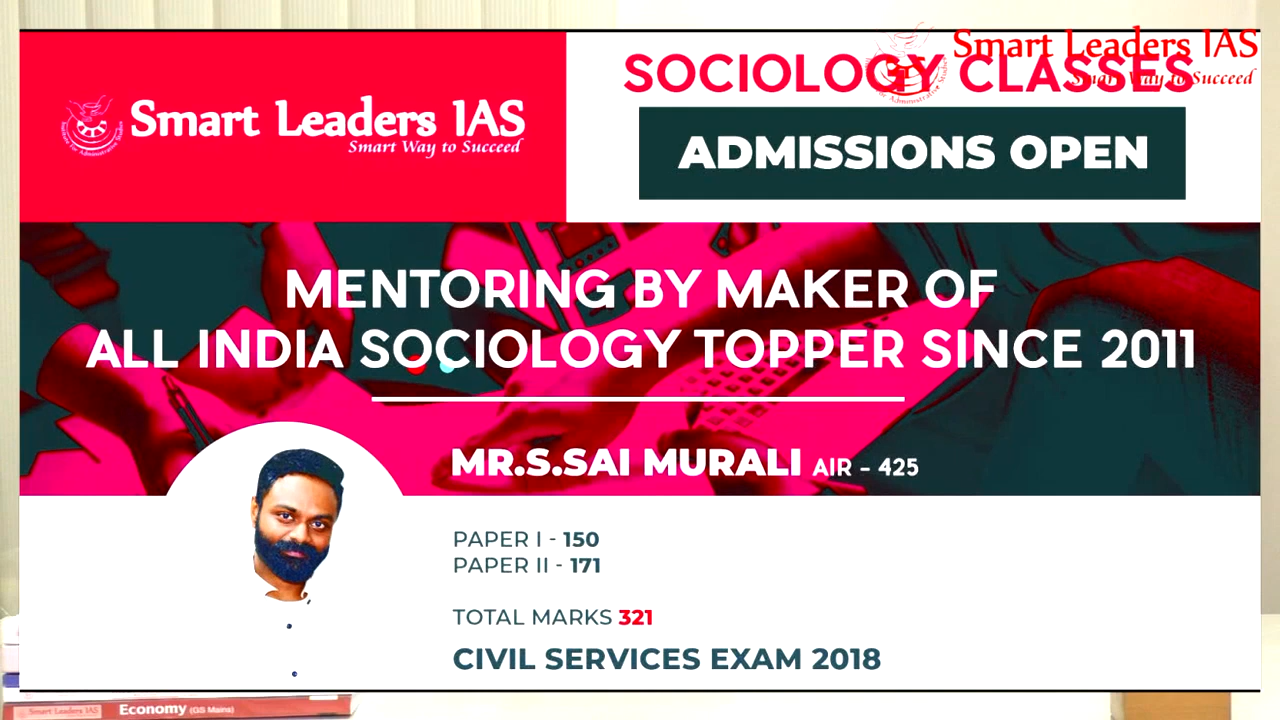 Smart Leaders IAS
Smart Way to Succeed
SOCIOLOGY CLASSES
Smart Leaders IAS
Smart Way to Succeed
ADMISSIONS OPEN
MENTORING BY MAKER OF
ALL INDIA SOCIOLOGY TOPPER SINCE 2011
MR.S.SAI MURALI AIR – 425
PAPER I - 150
PAPER II - 171
TOTAL MARKS 321
CIVIL SERVICES EXAM 2018
Smart Leaders IAS Economy (GS Mains)